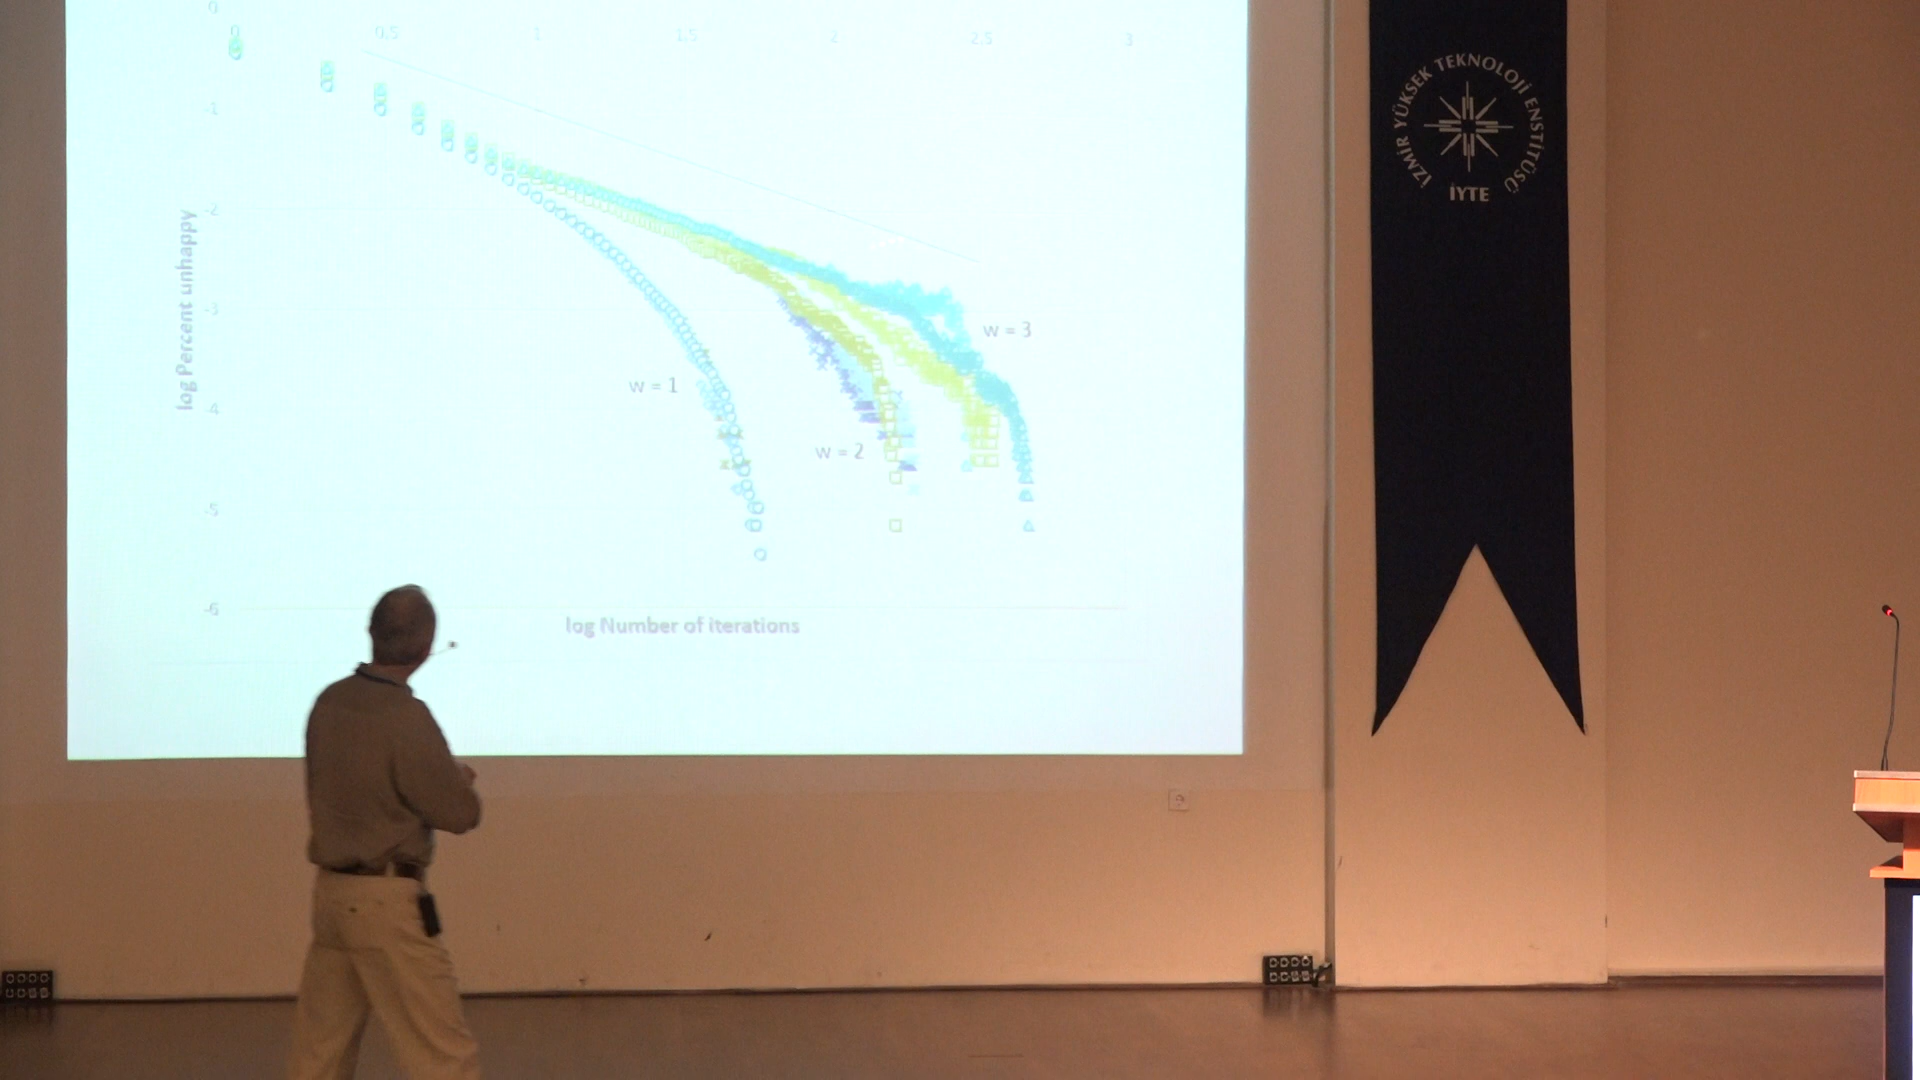 0
0 0.5 1 1.5 2 2.5 3
-1
-2
-3
-4
-5
-6
log Percent unhappy
w = 3
w = 1
w = 2
log Number of iterations
İZMİR YÜKSEK TEKNOLOJİ ENSTİTÜSÜ
İYTE